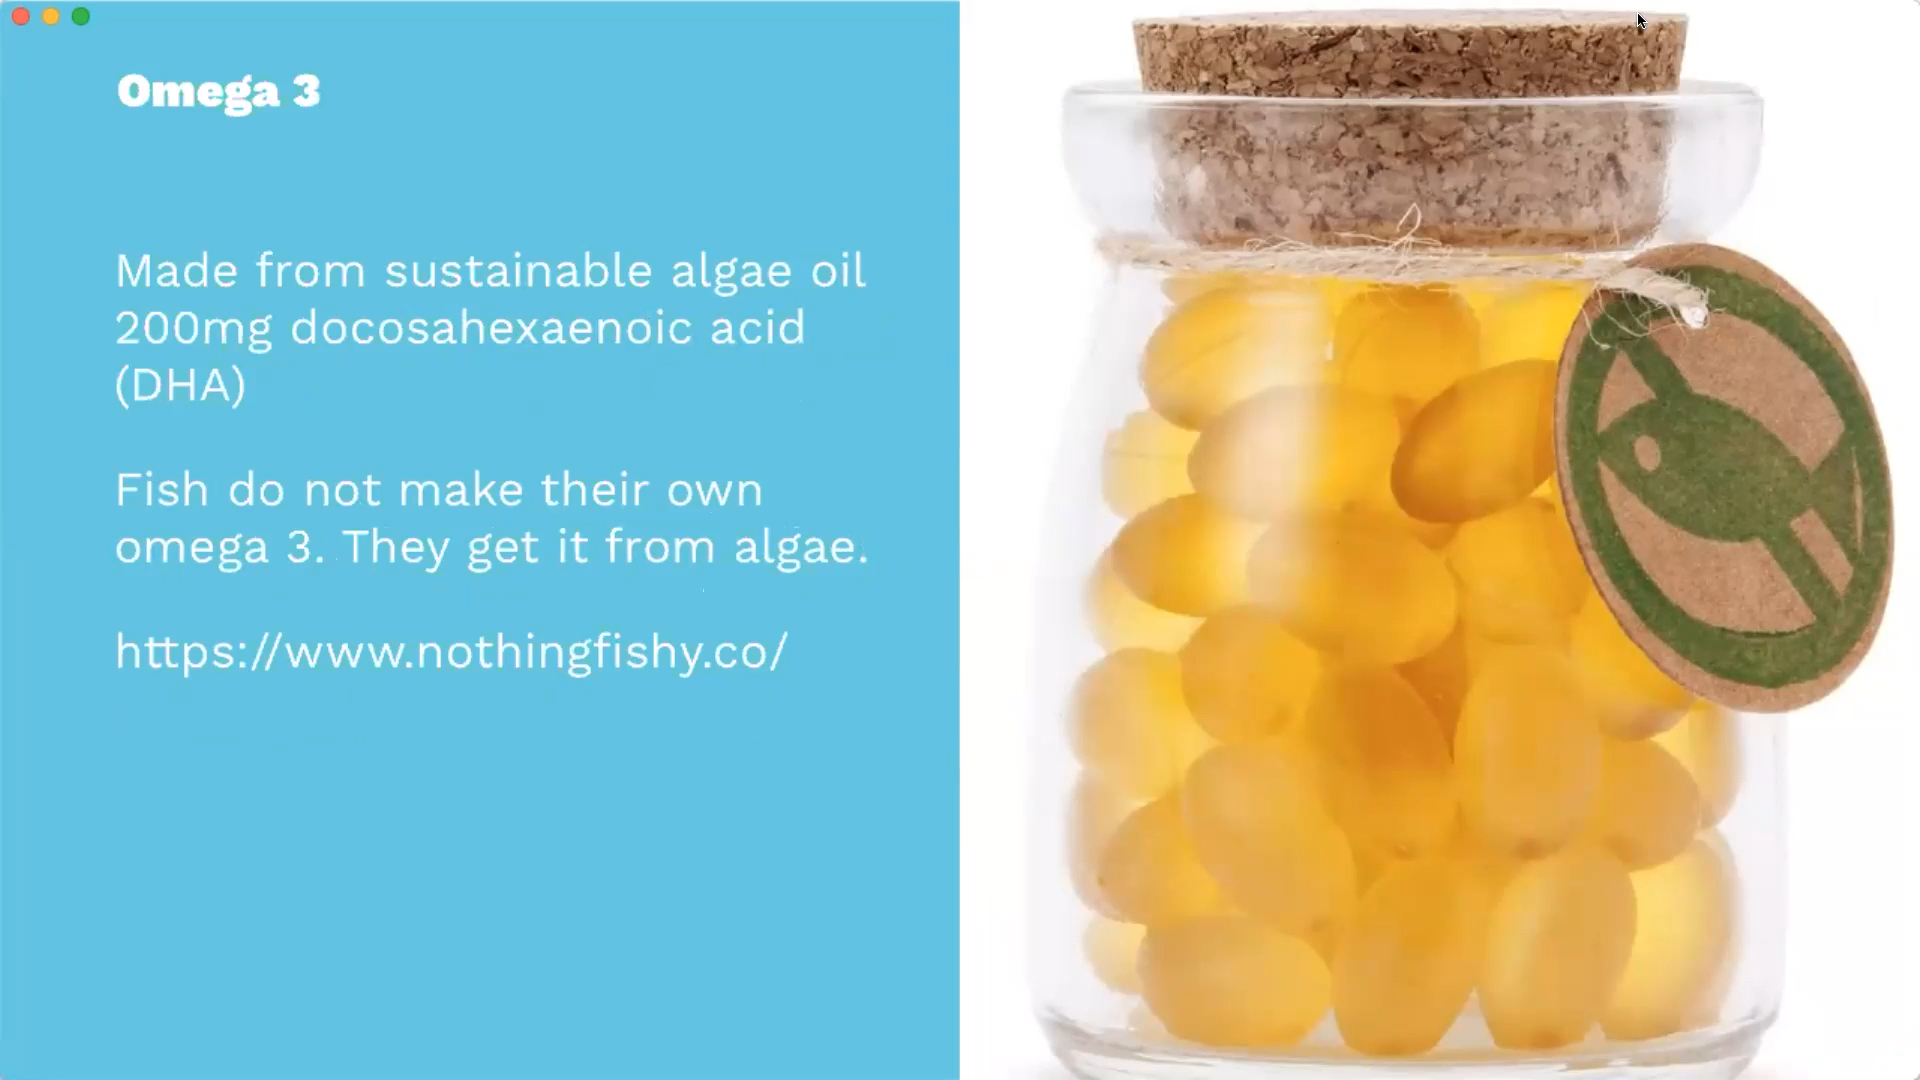 Omega 3
Made from sustainable algae oil
200mg docosahexaenoic acid
(DHA)
Fish do not make their own
omega 3. They get it from algae.
https://www.nothingfishy.co/